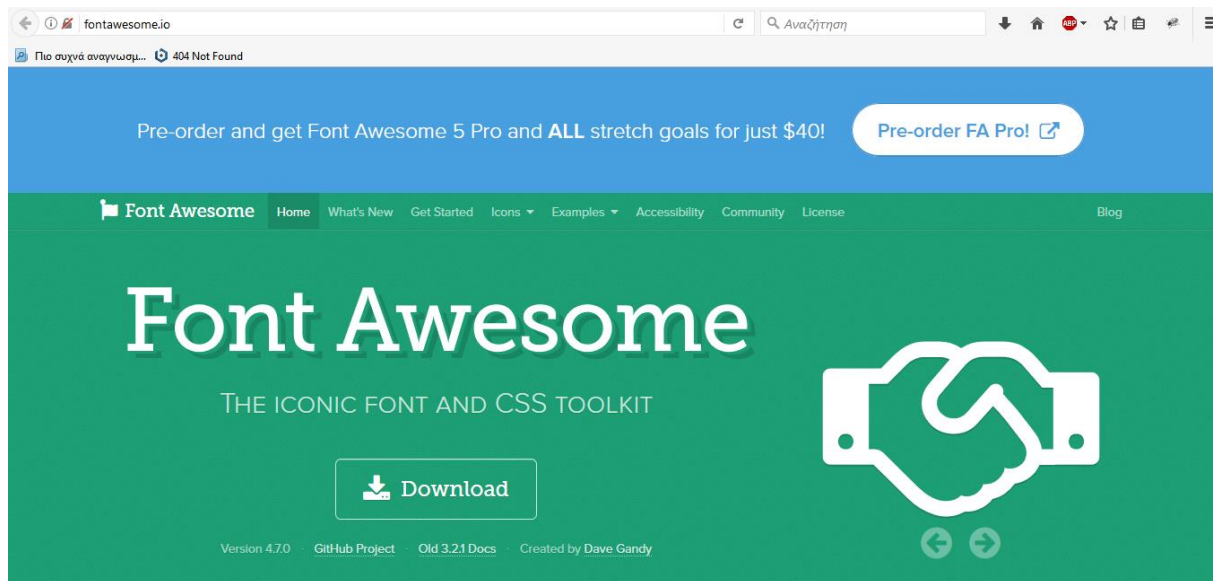 fontawesome.io
Αναζήτηση
ABP
Πιο συχνά αναγνωσμ... 404 Not Found
Pre-order and get Font Awesome 5 Pro and ALL stretch goals for just $40! Pre-order FA Pro!
Font Awesome Home What's New Get Started Icons Examples Accessibility Community License Blog
Font Awesome
THE ICONIC FONT AND CSS TOOLKIT
Download
Version 4.7.0 · GitHub Project · Old 3.2.1 Docs · Created by Dave Gandy